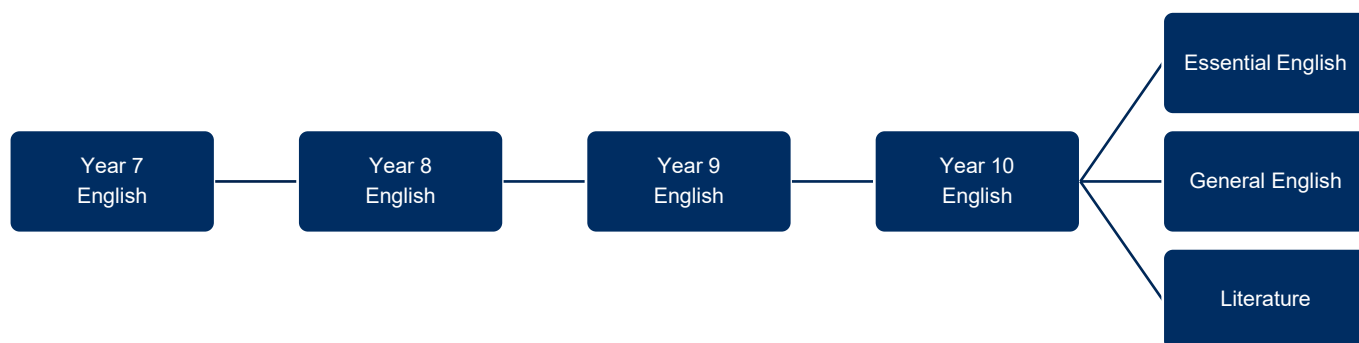 Year 7
English
Year 8
English
Year 9
English
Year 10
English
Essential English
General English
Literature